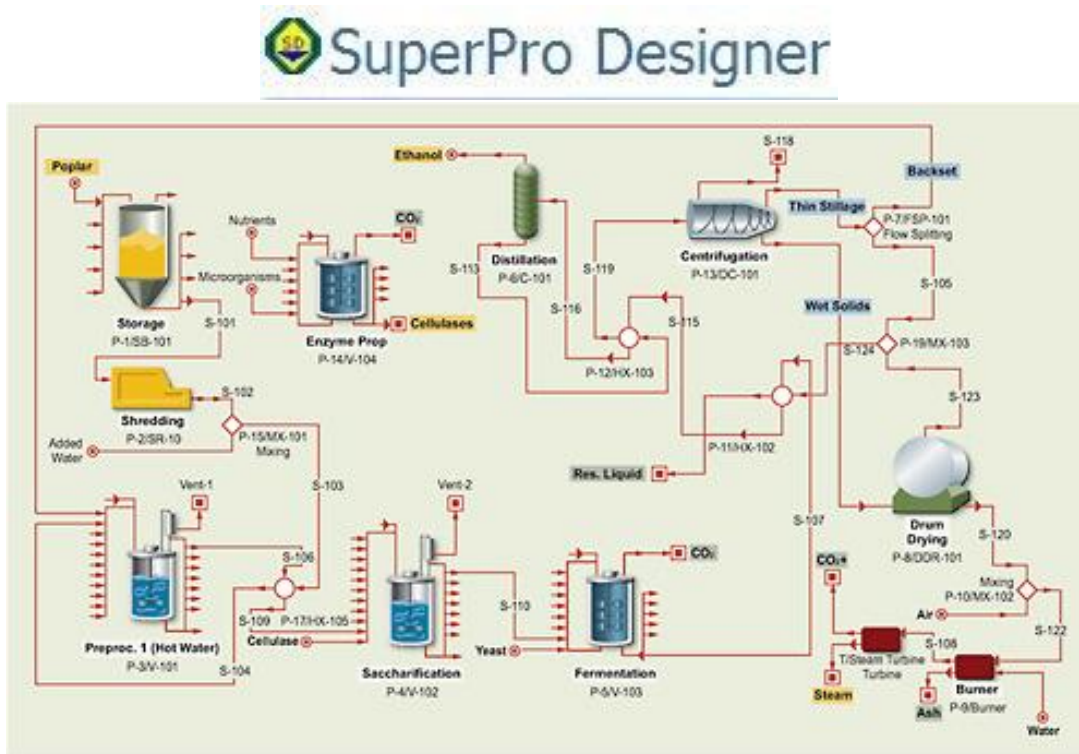 SD
SuperPro Designer
Poplar
Storage
P-1/SB-101
S-101
Nutrients
Microorganisms
CO₂
Cellulases
Enzyme Prop
P-14/V-104
Ethanol
Distillation
P-6/C-101
S-113
S-116
S-119
S-115
P-12/HX-103
S-118
Centrifugation
P-13/DC-101
Thin Stillage
Backset
P-7/FSP-101
Flow Splitting
S-105
Wet Solids
S-124
P-19/MX-103
S-123
P-11/HX-102
Res. Liquid
S-107
Shredding
P-2/SR-10
S-102
Added
Water
P-15/MX-101
Mixing
S-103
Vent-1
S-106
S-109
P-17/HX-105
Preproc. 1 (Hot Water)
P-3/V-101
S-104
Cellulase
Vent-2
Saccharification
P-4/V-102
S-110
Yeast
CO₂
Fermentation
P-5/V-103
Drum
Drying
P-8/DDR-101
S-120
Mixing
P-10/MX-102
Air
S-122
CO₂+
T/Steam Turbine
Turbine
S-108
Steam
Ash
Burner
P-9/Burner
Water